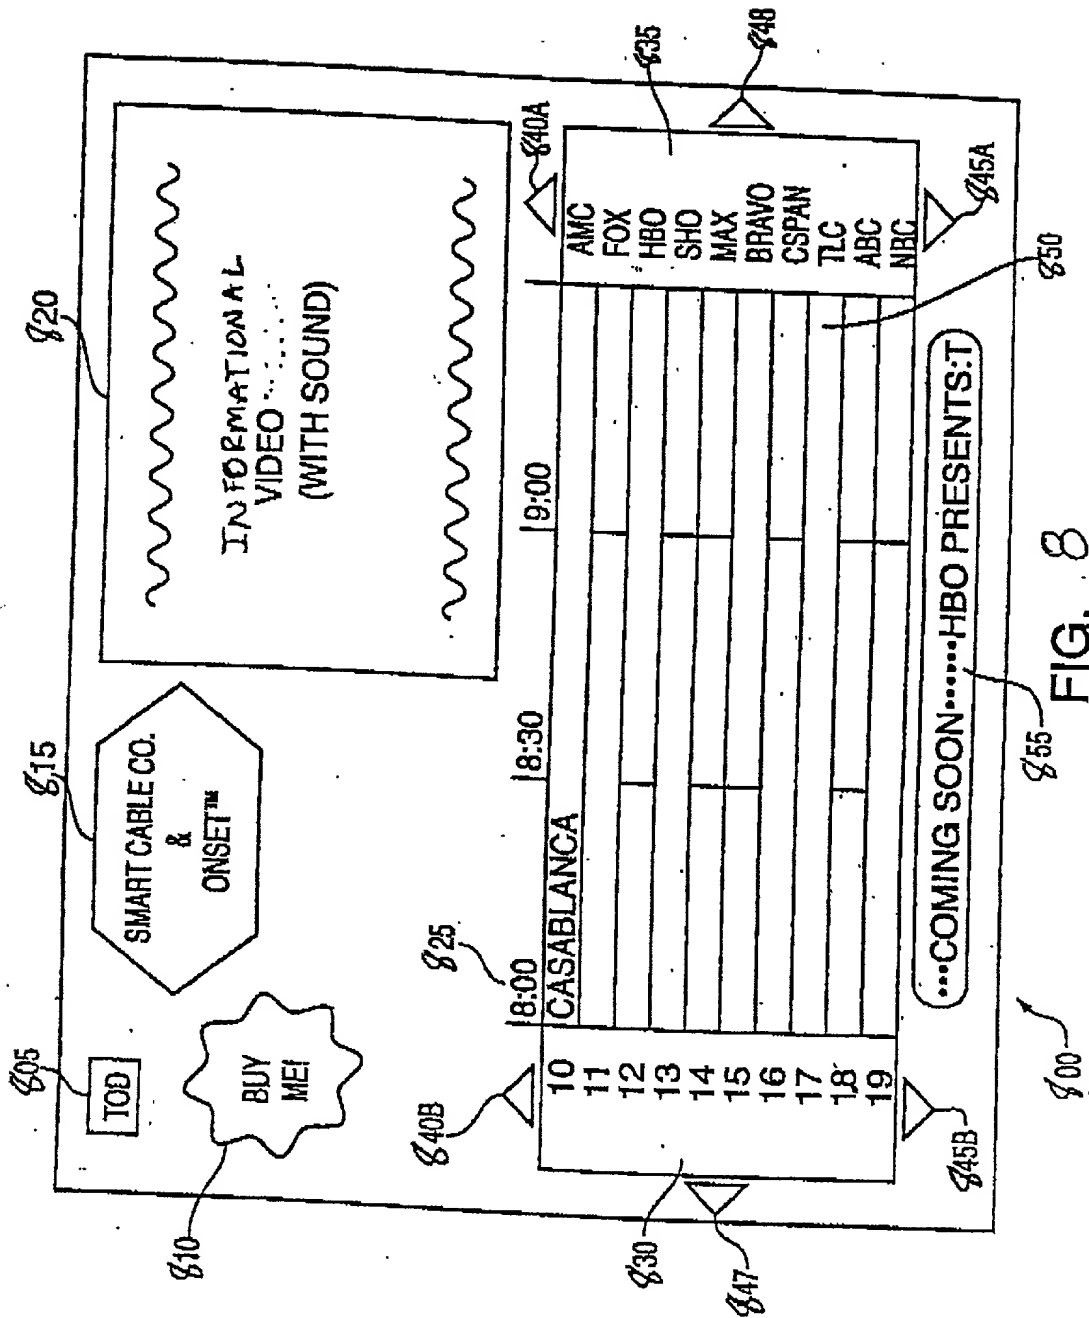 805
TOD
810
BUY
ME!
815
SMART CABLE CO.
&
ONSET™
820
INFORMATIONAL
VIDEO........
(WITH SOUND)
825
8:00
8:30
9:00
840B
840A
10 CASABLANCA AMC
11 FOX
12 HBO
13 SHO
14 MAX
15 BRAVO
16 CSPAN
17 TLC
18 ABC
19 NBC
830
835
847
848
845B
845A
850
•••COMING SOON•••••••HBO PRESENTS:T
855
800
FIG. 8